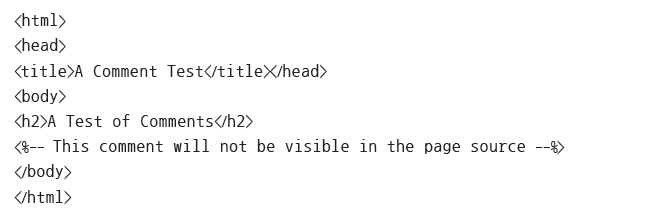 <html>
<head>
<title>A Comment Test</title></head>
<body>
<h2>A Test of Comments</h2>
<%-- This comment will not be visible in the page source --%>
</body>
</html>